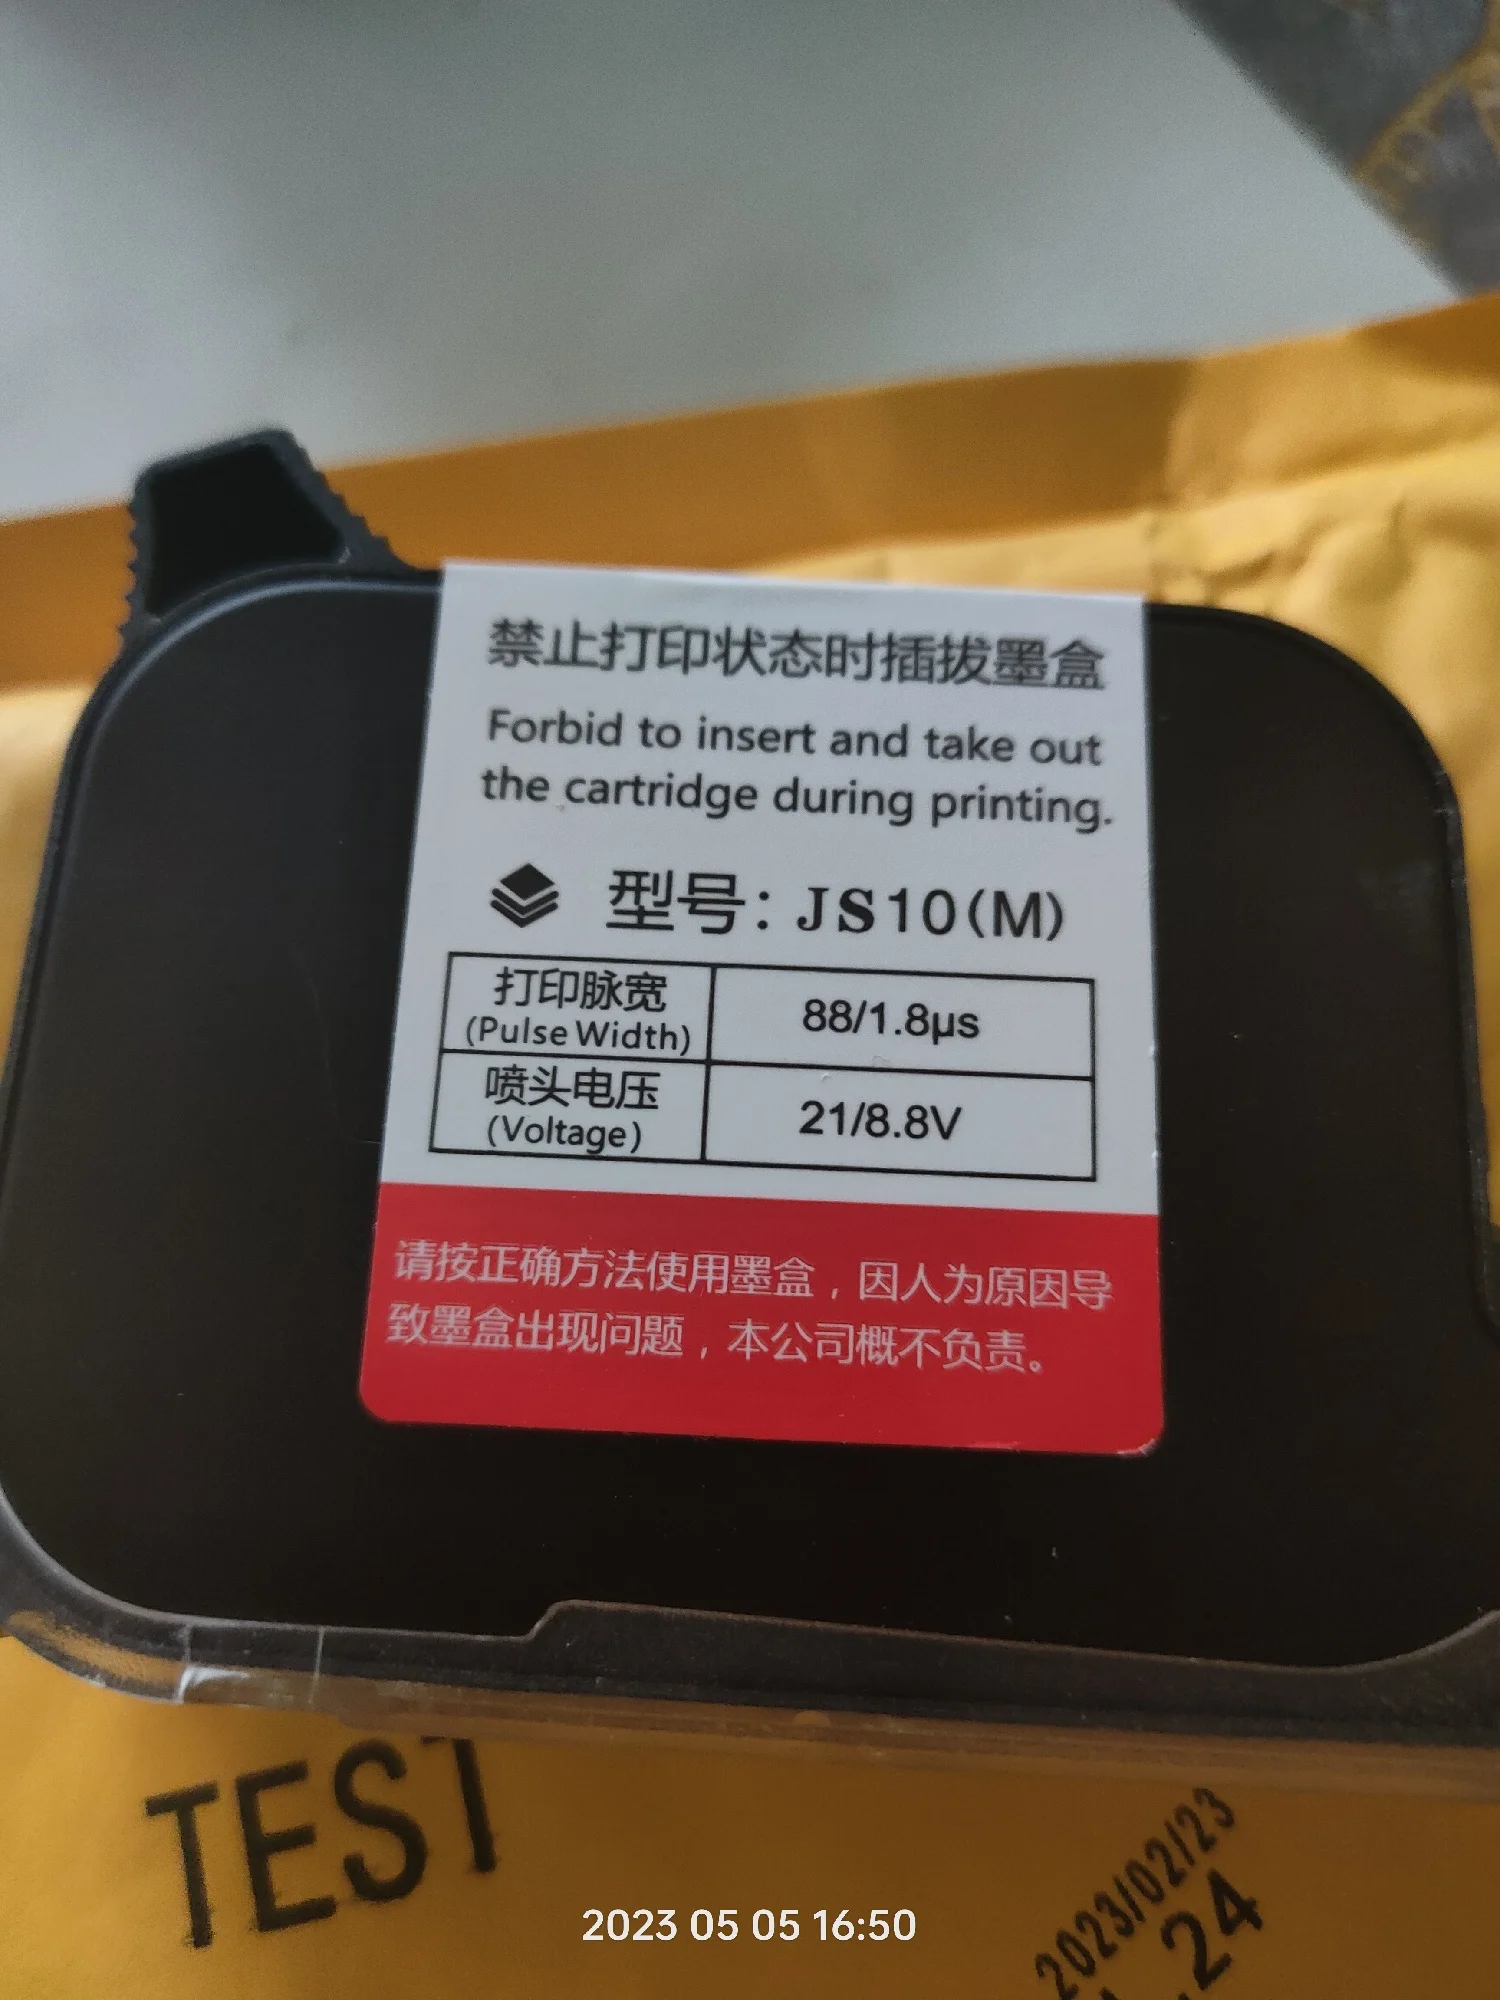 禁止打印状态时插拔墨盒
Forbid to insert and take out
the cartridge during printing.
型号：JS10(M)
打印脉宽
(Pulse Width)
88/1.8μs
喷头电压
(Voltage)
21/8.8V
请按正确方法使用墨盒，因人为原因导
致墨盒出现问题，本公司概不负责。
TEST
2023/02/23
24
2023 05 05 16:50